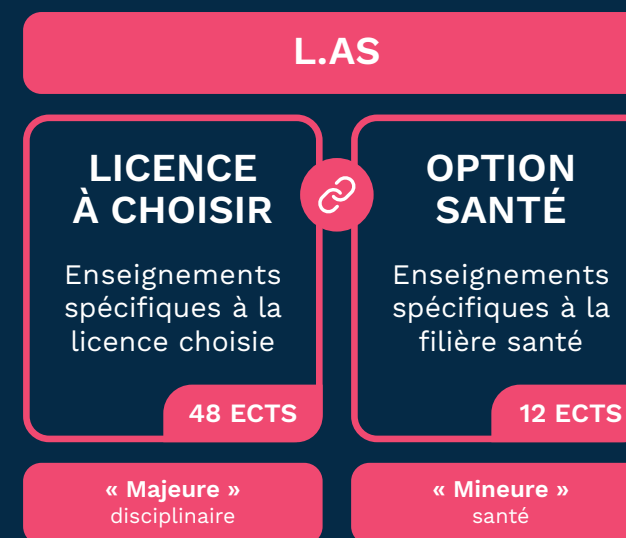 L.AS
LICENCE
À CHOISIR
Enseignements
spécifiques à la
licence choisie
48 ECTS
« Majeure »
disciplinaire
OPTION
SANTÉ
Enseignements
spécifiques à la
filière santé
12 ECTS
« Mineure »
santé